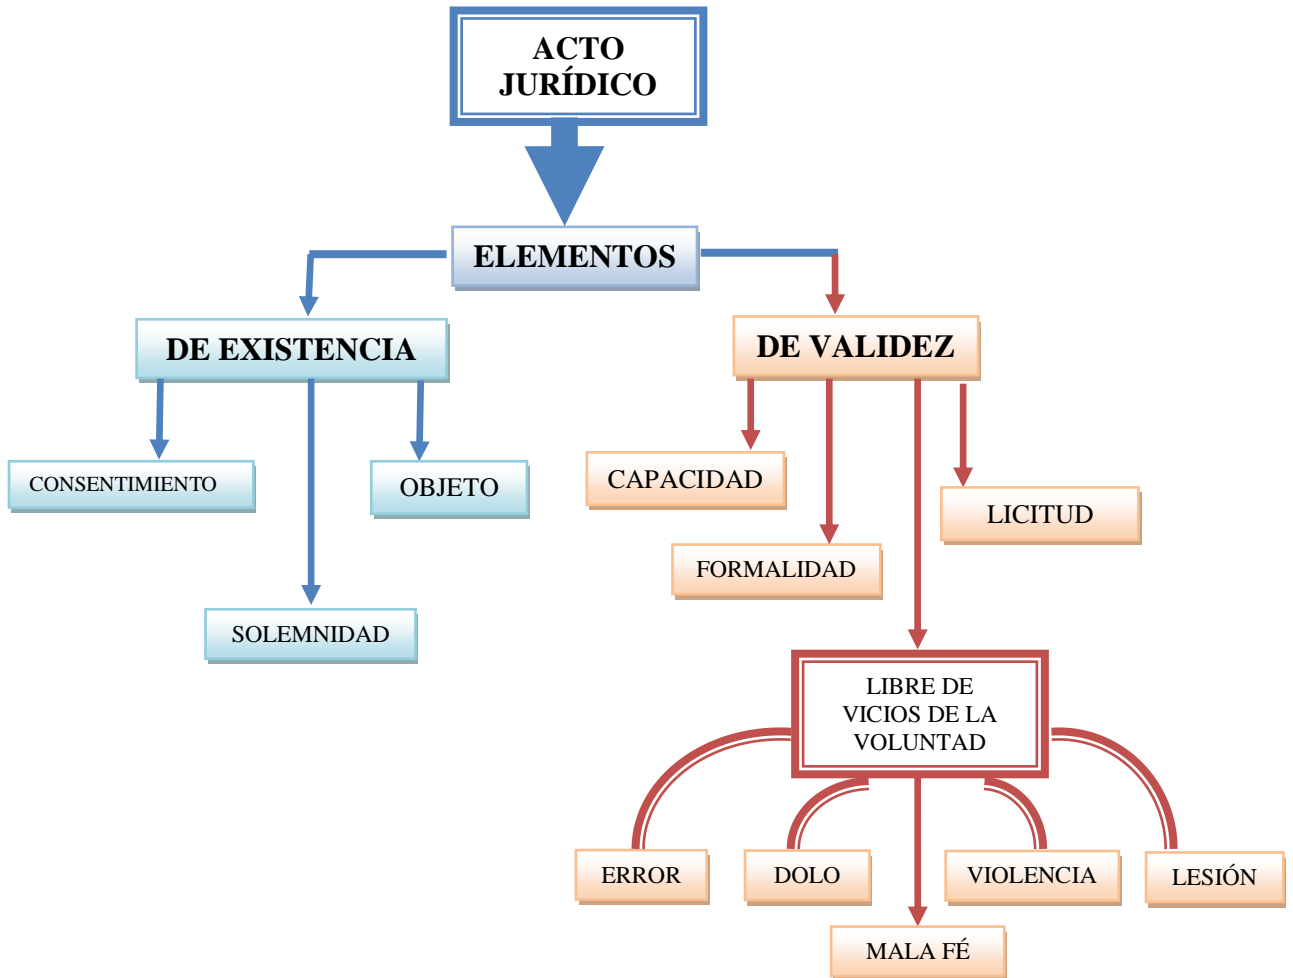 ACTO
JURÍDICO
ELEMENTOS
DE EXISTENCIA
DE VALIDEZ
CONSENTIMIENTO
OBJETO
CAPACIDAD
LICITUD
FORMALIDAD
SOLEMNIDAD
LIBRE DE
VICIOS DE LA
VOLUNTAD
ERROR
DOLO
VIOLENCIA
LESIÓN
MALA FÉ